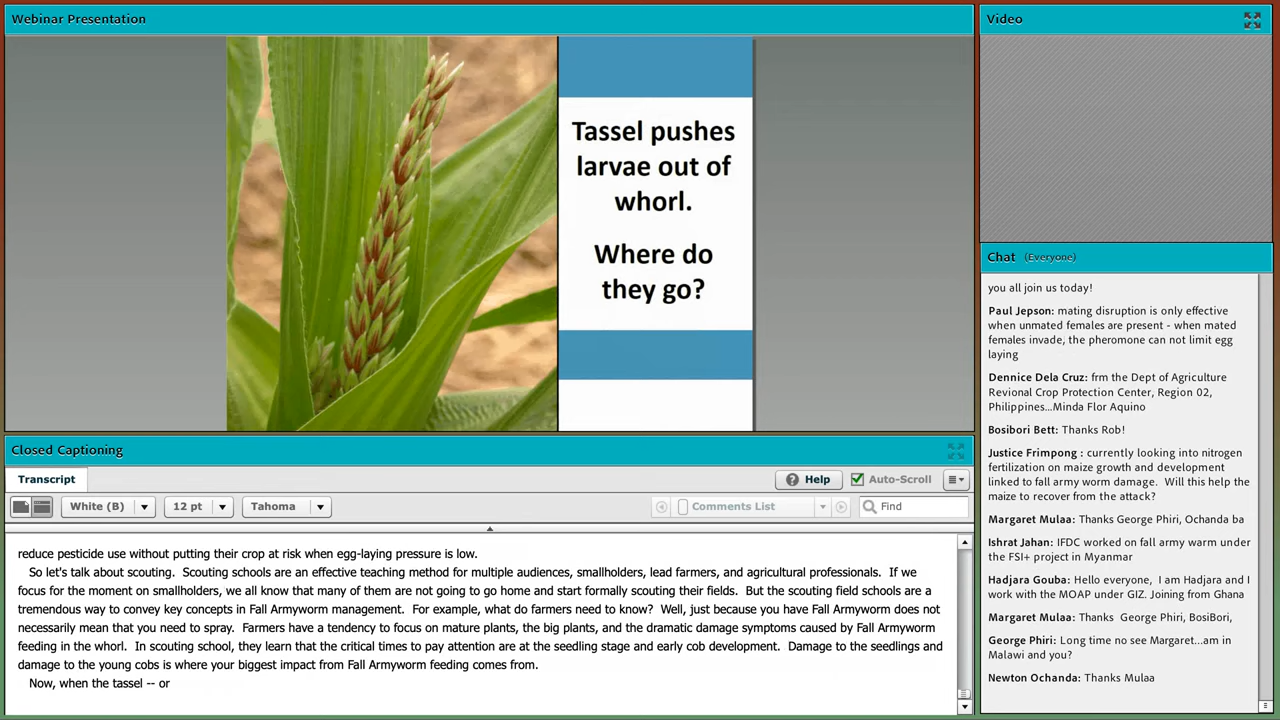 Webinar Presentation
Tassel pushes
larvae out of
whorl.
Where do
they go?
Closed Captioning
Transcript
Help
Auto-Scroll
White (B)
12 pt
Tahoma
Comments List
Find
reduce pesticide use without putting their crop at risk when egg-laying pressure is low.
So let's talk about scouting.  Scouting schools are an effective teaching method for multiple audiences, smallholders, lead farmers, and agricultural professionals.  If we
focus for the moment on smallholders, we all know that many of them are not going to go home and start formally scouting their fields.  But the scouting field schools are a
tremendous way to convey key concepts in Fall Armyworm management.  For example, what do farmers need to know?  Well, just because you have Fall Armyworm does not
necessarily mean that you need to spray.  Farmers have a tendency to focus on mature plants, the big plants, and the dramatic damage symptoms caused by Fall Armyworm
feeding in the whorl.  In scouting school, they learn that the critical times to pay attention are at the seedling stage and early cob development.  Damage to the seedlings and
damage to the young cobs is where your biggest impact from Fall Armyworm feeding comes from.
Now, when the tassel -- or
Video
Chat (Everyone)
you all join us today!
Paul Jepson: mating disruption is only effective
when unmated females are present - when mated
females invade, the pheromone can not limit egg
laying
Dennice Dela Cruz: frm the Dept of Agriculture
Revional Crop Protection Center, Region 02,
Philippines...Minda Flor Aquino
Bosibori Bett: Thanks Rob!
Justice Frimpong : currently looking into nitrogen
fertilization on maize growth and development
linked to fall army worm damage.  Will this help the
maize to recover from the attack?
Margaret Mulaa: Thanks George Phiri, Ochanda ba
Ishrat Jahan: IFDC worked on fall army warm under
the FSI+ project in Myanmar
Hadjara Gouba: Hello everyone,  I am Hadjara and I
work with the MOAP under GIZ. Joining from Ghana
Margaret Mulaa: Thanks  George Phiri, BosiBori,
George Phiri: Long time no see Margaret...am in
Malawi and you?
Newton Ochanda: Thanks Mulaa